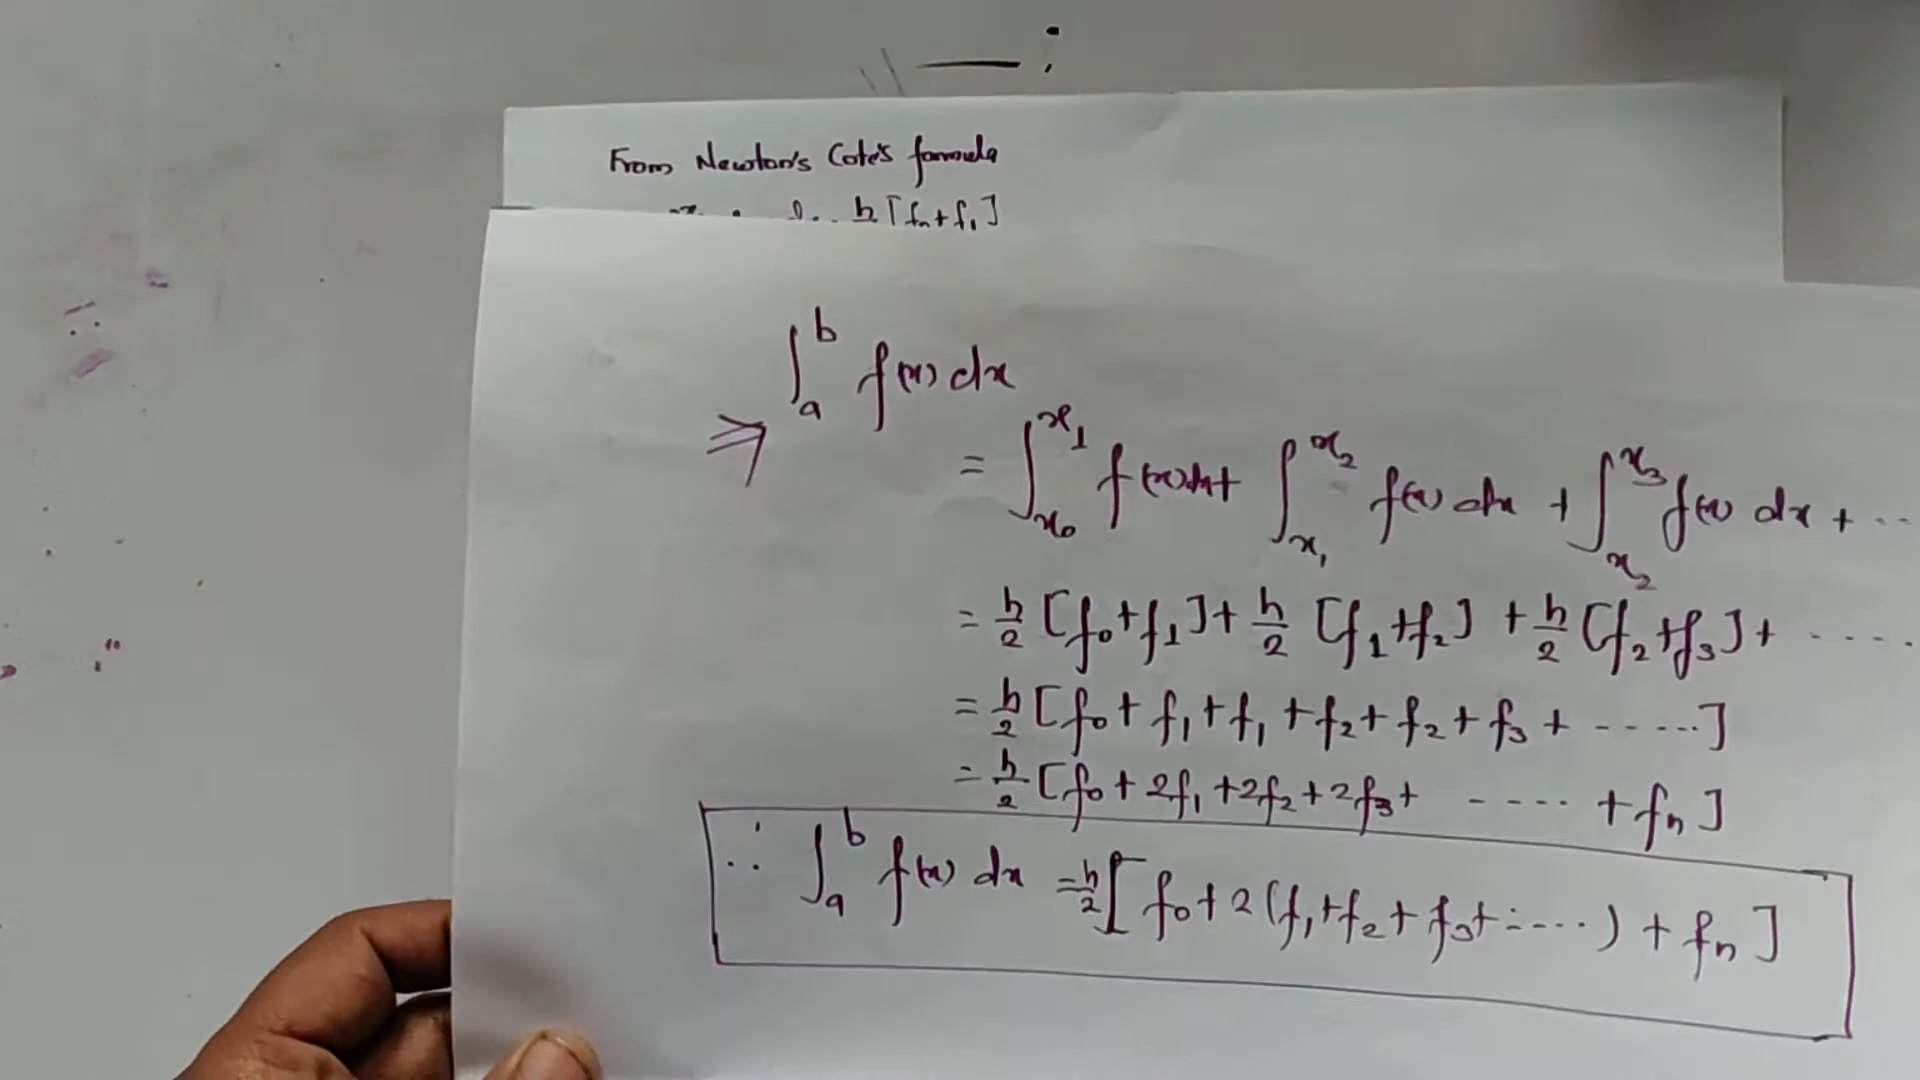 From Newton's Cote's formula
h [fn+f1]
∫_a^b f(x) dx
⇒
= ∫_{x0}^{x1} f(x)dx + ∫_{x1}^{x2} f(x) dx + ∫_{x2}^{x3} f(x) dx + ..
= h/2 [f0+f1] + h/2 [f1+f2] + h/2 [f2+f3] + .....
= h/2 [f0 + f1 + f1 + f2 + f2 + f3 + ......]
= h/2 [f0 + 2f1 + 2f2 + 2f3 + .... + fn]
∴ ∫_a^b f(x) dx = h/2 [f0 + 2(f1+f2+f3+.....) + fn]